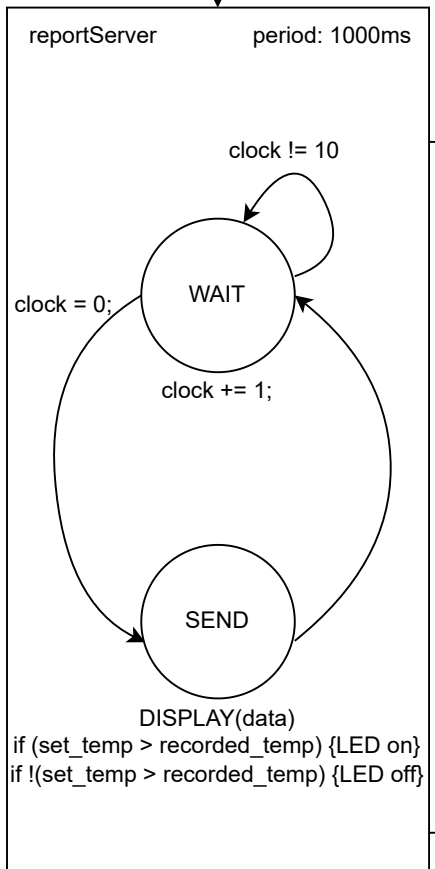 reportServer period: 1000ms
clock != 10
WAIT
clock = 0;
clock += 1;
SEND
DISPLAY(data)
if (set_temp > recorded_temp) {LED on}
if !(set_temp > recorded_temp) {LED off}